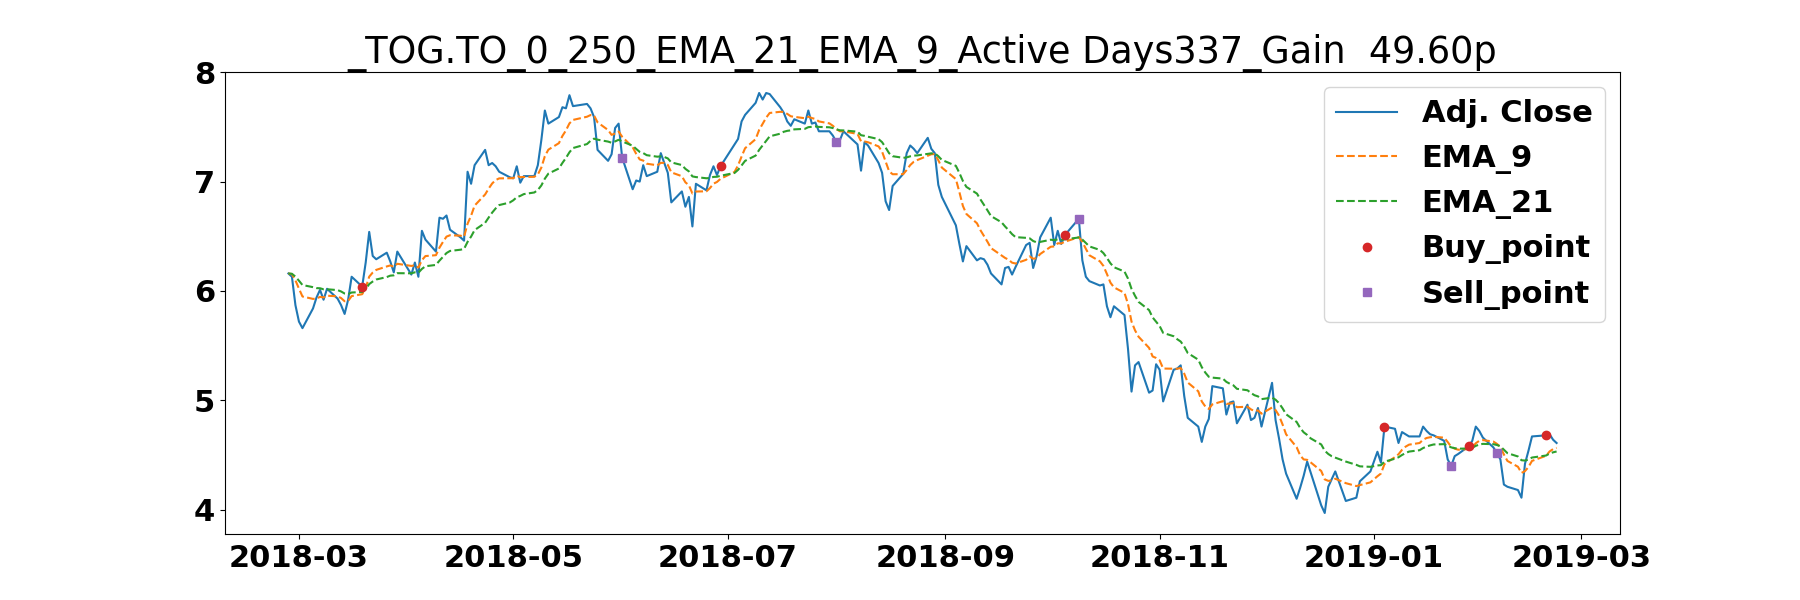 _TOG.TO_0_250_EMA_21_EMA_9_Active Days337_Gain  49.60p
8
7
6
5
4
Adj. Close
EMA_9
EMA_21
Buy_point
Sell_point
2018-03 2018-05 2018-07 2018-09 2018-11 2019-01 2019-03